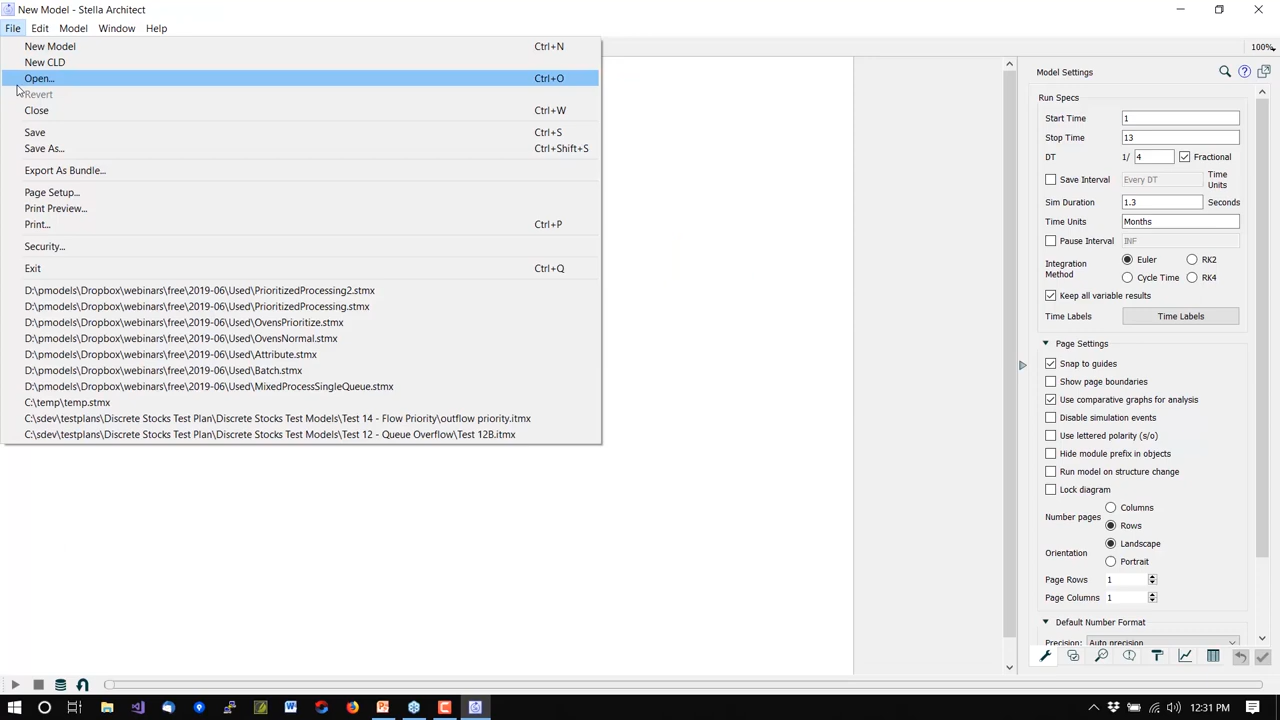 New Model - Stella Architect
File Edit Model Window Help
New Model Ctrl+N
New CLD
Open... Ctrl+O
Revert
Close Ctrl+W
Save Ctrl+S
Save As... Ctrl+Shift+S
Export As Bundle...
Page Setup...
Print Preview...
Print... Ctrl+P
Security...
Exit Ctrl+Q
D:\pmodels\Dropbox\webinars\free\2019-06\Used\PrioritizedProcessing2.stmx
D:\pmodels\Dropbox\webinars\free\2019-06\Used\PrioritizedProcessing.stmx
D:\pmodels\Dropbox\webinars\free\2019-06\Used\OvensPrioritize.stmx
D:\pmodels\Dropbox\webinars\free\2019-06\Used\OvensNormal.stmx
D:\pmodels\Dropbox\webinars\free\2019-06\Used\Attribute.stmx
D:\pmodels\Dropbox\webinars\free\2019-06\Used\Batch.stmx
D:\pmodels\Dropbox\webinars\free\2019-06\Used\MixedProcessSingleQueue.stmx
C:\temp\temp.stmx
C:\sdev\testplans\Discrete Stocks Test Plan\Discrete Stocks Test Models\Test 14 - Flow Priority\outflow priority.itmx
C:\sdev\testplans\Discrete Stocks Test Plan\Discrete Stocks Test Models\Test 12 - Queue Overflow\Test 12B.itmx
100%
Model Settings
Run Specs
Start Time 1
Stop Time 13
DT 1/ 4 Fractional
Save Interval Every DT Time Units
Sim Duration 1.3 Seconds
Time Units Months
Pause Interval INF
Integration Method Euler RK2
Cycle Time RK4
Keep all variable results
Time Labels Time Labels
Page Settings
Snap to guides
Show page boundaries
Use comparative graphs for analysis
Disable simulation events
Use lettered polarity (s/o)
Hide module prefix in objects
Run model on structure change
Lock diagram
Number pages Columns
Rows
Orientation Landscape
Portrait
Page Rows 1
Page Columns 1
Default Number Format
Precision: Auto precision
12:31 PM